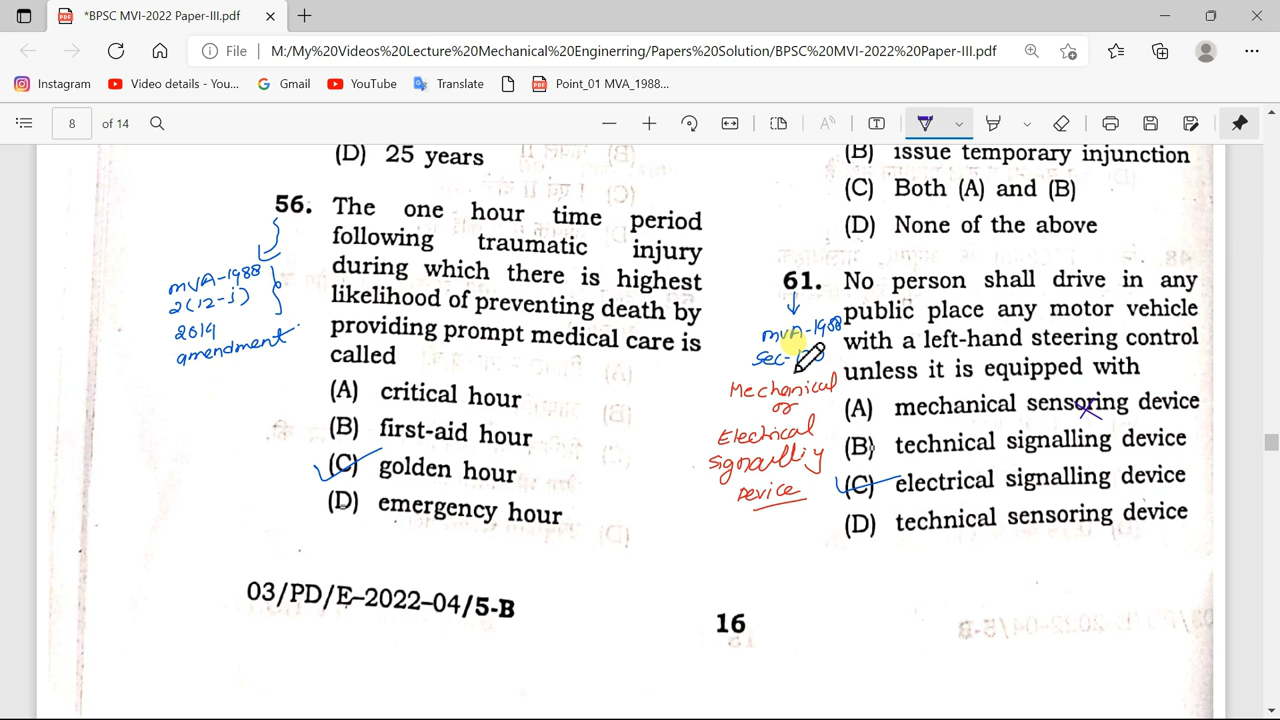 *BPSC MVI-2022 Paper-III.pdf
File
M:/My%20Videos%20Lecture%20Mechanical%20Enginerring/Papers%20Solution/BPSC%20MVI-2022%20Paper-III.pdf
Instagram
Video details - You...
Gmail
YouTube
Translate
Point_01 MVA_1988...
8 of 14
(D) 25 years
56. The one hour time period
following traumatic injury
during which there is highest
likelihood of preventing death by
providing prompt medical care is
called
(A) critical hour
(B) first-aid hour
(C) golden hour
(D) emergency hour
MVA-1988
2(12-i)
2019
amendment
03/PD/E-2022-04/5-B
16
(B) issue temporary injunction
(C) Both (A) and (B)
(D) None of the above
61. No person shall drive in any
public place any motor vehicle
with a left-hand steering control
unless it is equipped with
(A) mechanical sensoring device
(B) technical signalling device
(C) electrical signalling device
(D) technical sensoring device
MVA-1988
Sec-
Mechanical
or
Electrical
Signallliy
Device